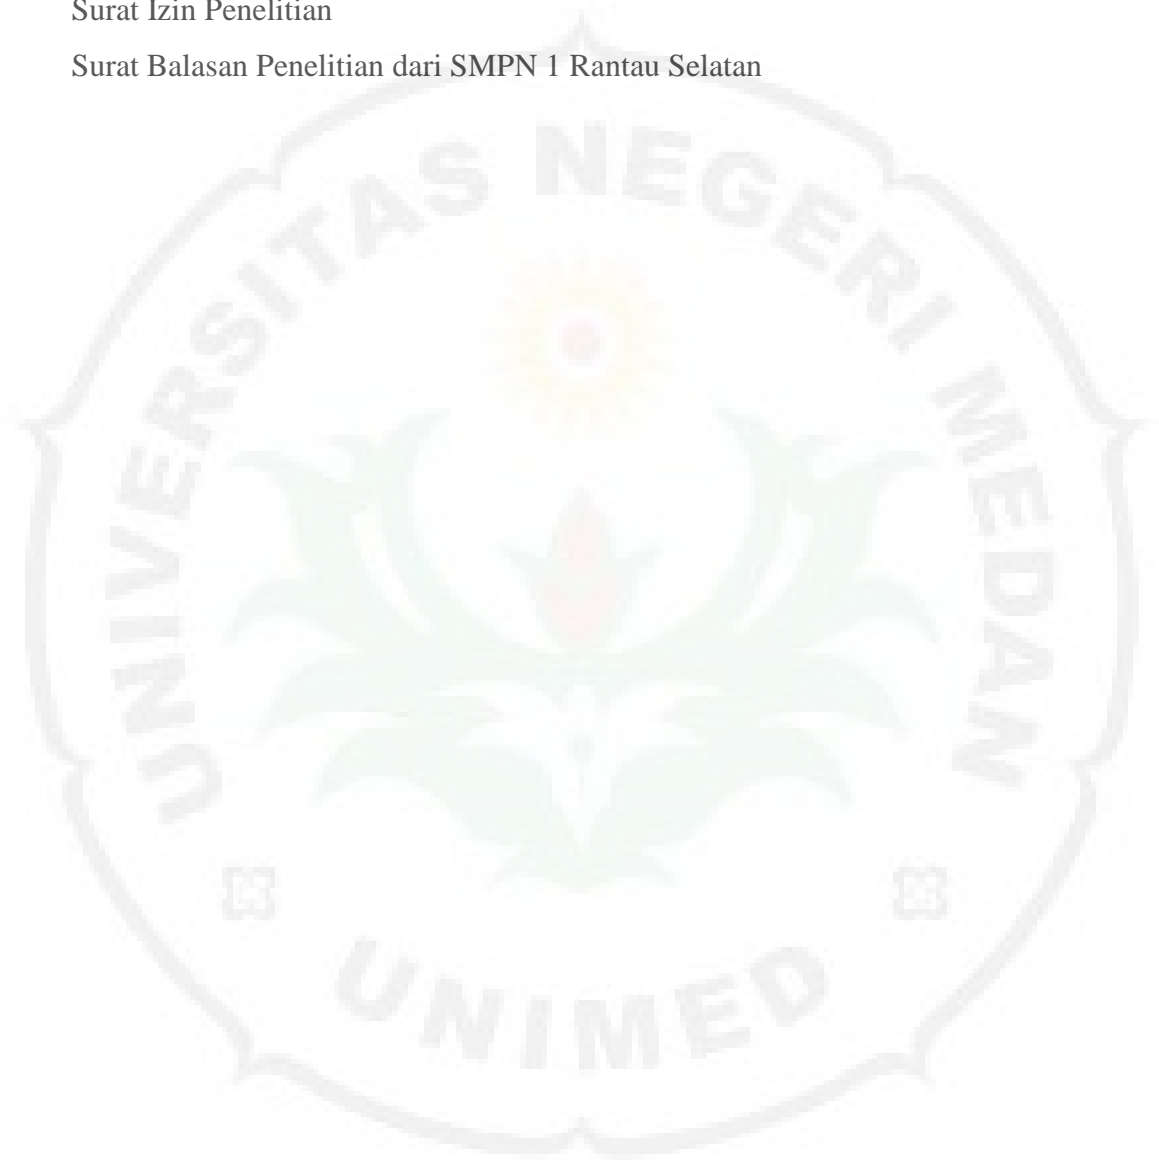 Surat Izin Penelitian
Surat Balasan Penelitian dari SMPN 1 Rantau Selatan
UNIVERSITAS NEGERI MEDAN
UNIMED